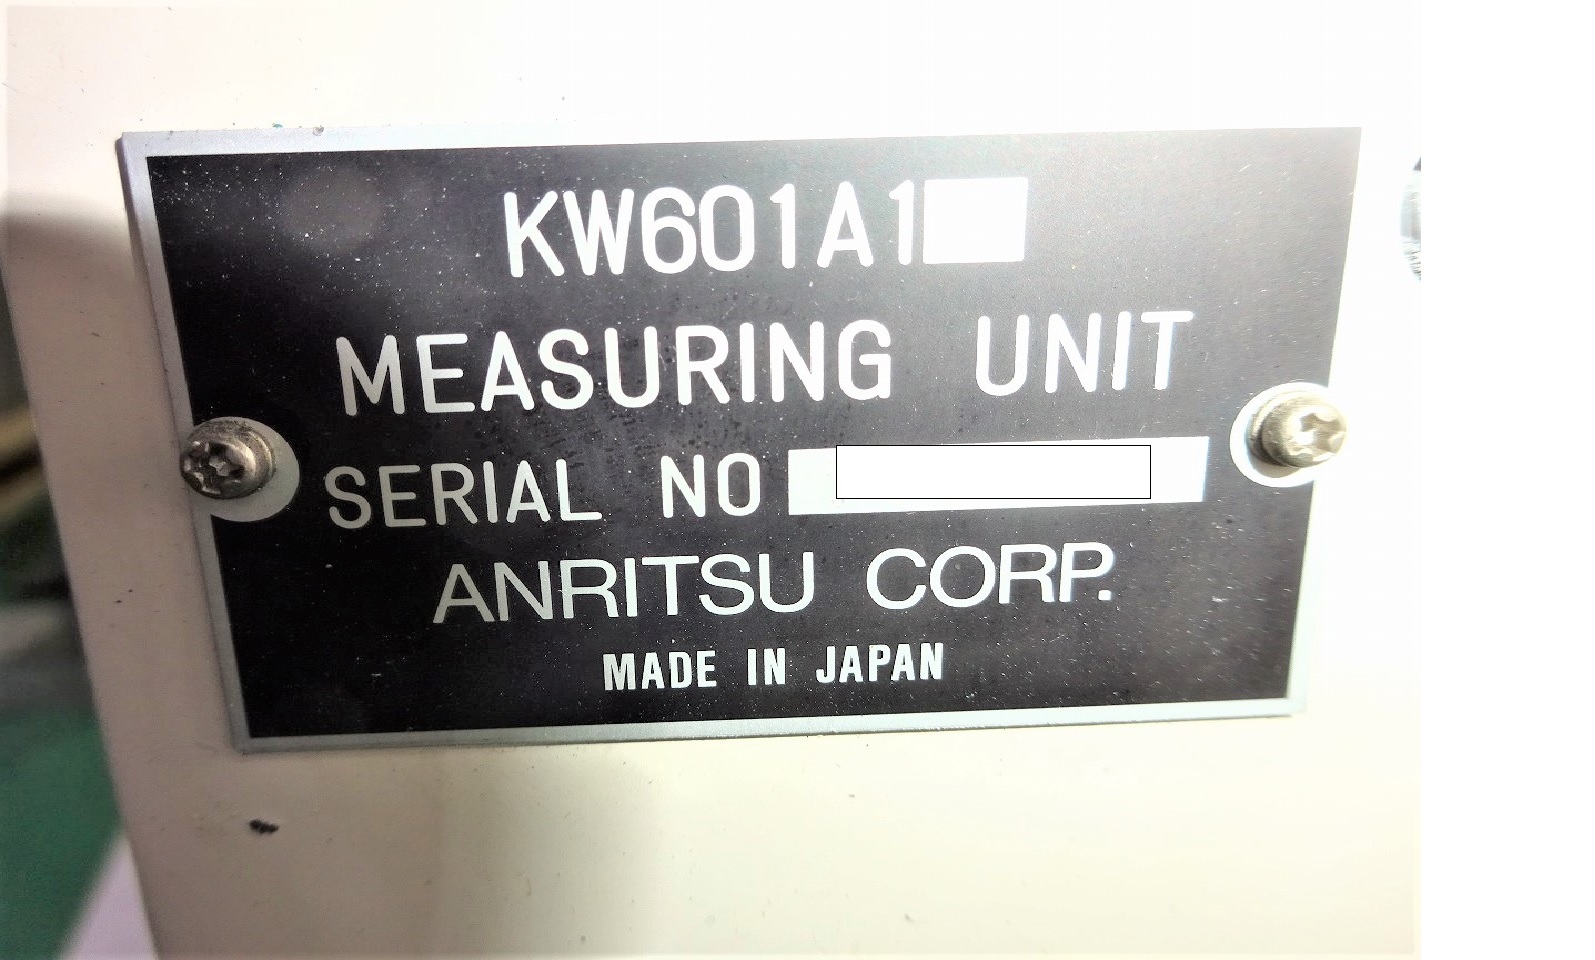 KW601A1
MEASURING UNIT
SERIAL NO
ANRITSU CORP.
MADE IN JAPAN